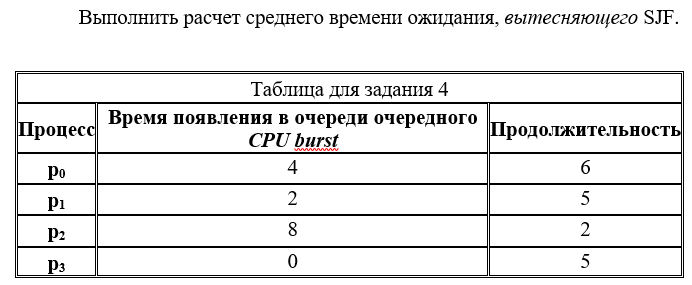 Выполнить расчет среднего времени ожидания, вытесняющего SJF.
Таблица для задания 4
Процесс Время появления в очереди очередного CPU burst Продолжительность
p₀ 4 6
p₁ 2 5
p₂ 8 2
p₃ 0 5